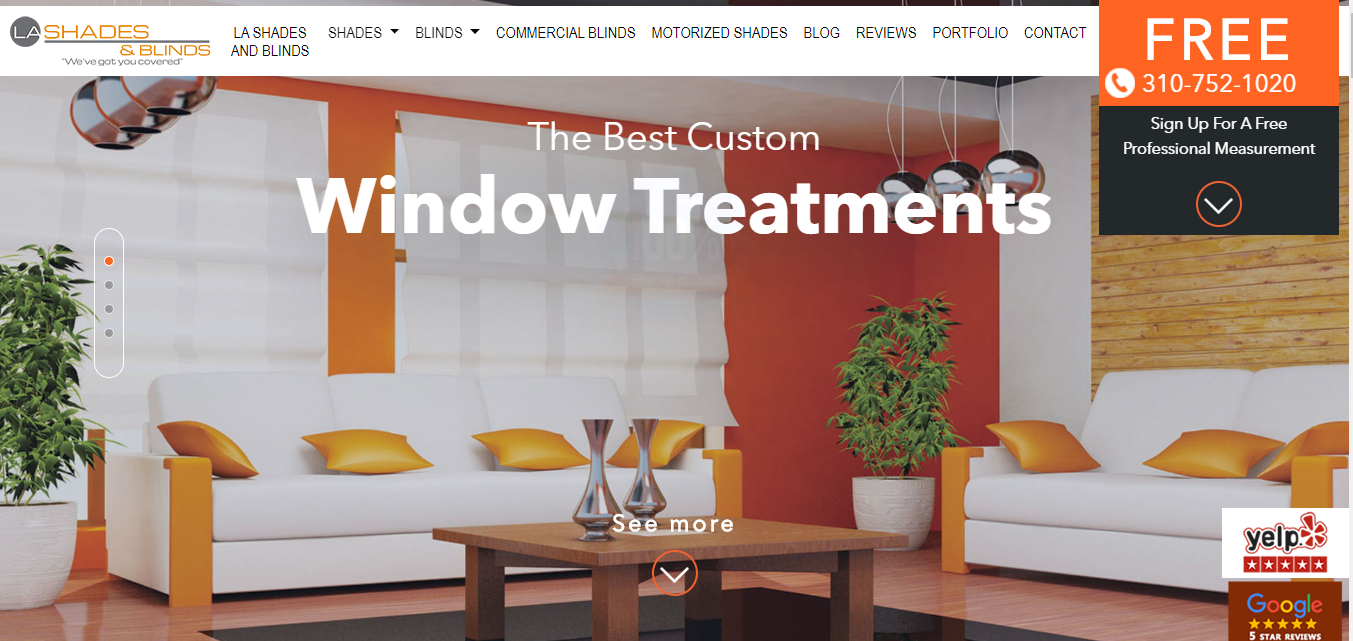 LA SHADES
& BLINDS
"We've got you covered"
LA SHADES
AND BLINDS
SHADES
BLINDS
COMMERCIAL BLINDS
MOTORIZED SHADES
BLOG
REVIEWS
PORTFOLIO
CONTACT
FREE
310-752-1020
Sign Up For A Free
Professional Measurement
The Best Custom
Window Treatments
See more
yelp
Google
5 STAR REVIEWS